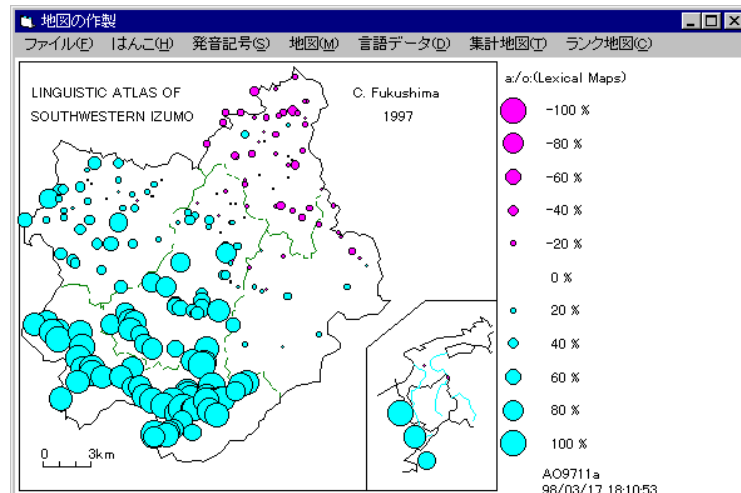 地図の作製
ファイル(F) はんこ(H) 発音記号(S) 地図(M) 言語データ(D) 集計地図(T) ランク地図(C)
LINGUISTIC ATLAS OF
SOUTHWESTERN IZUMO
C. Fukushima
1997
a:/o:(Lexical Maps)
-100 %
-80 %
-60 %
-40 %
-20 %
0 %
20 %
40 %
60 %
80 %
100 %
0 3km
AO9711a
98/03/17 18:10:53